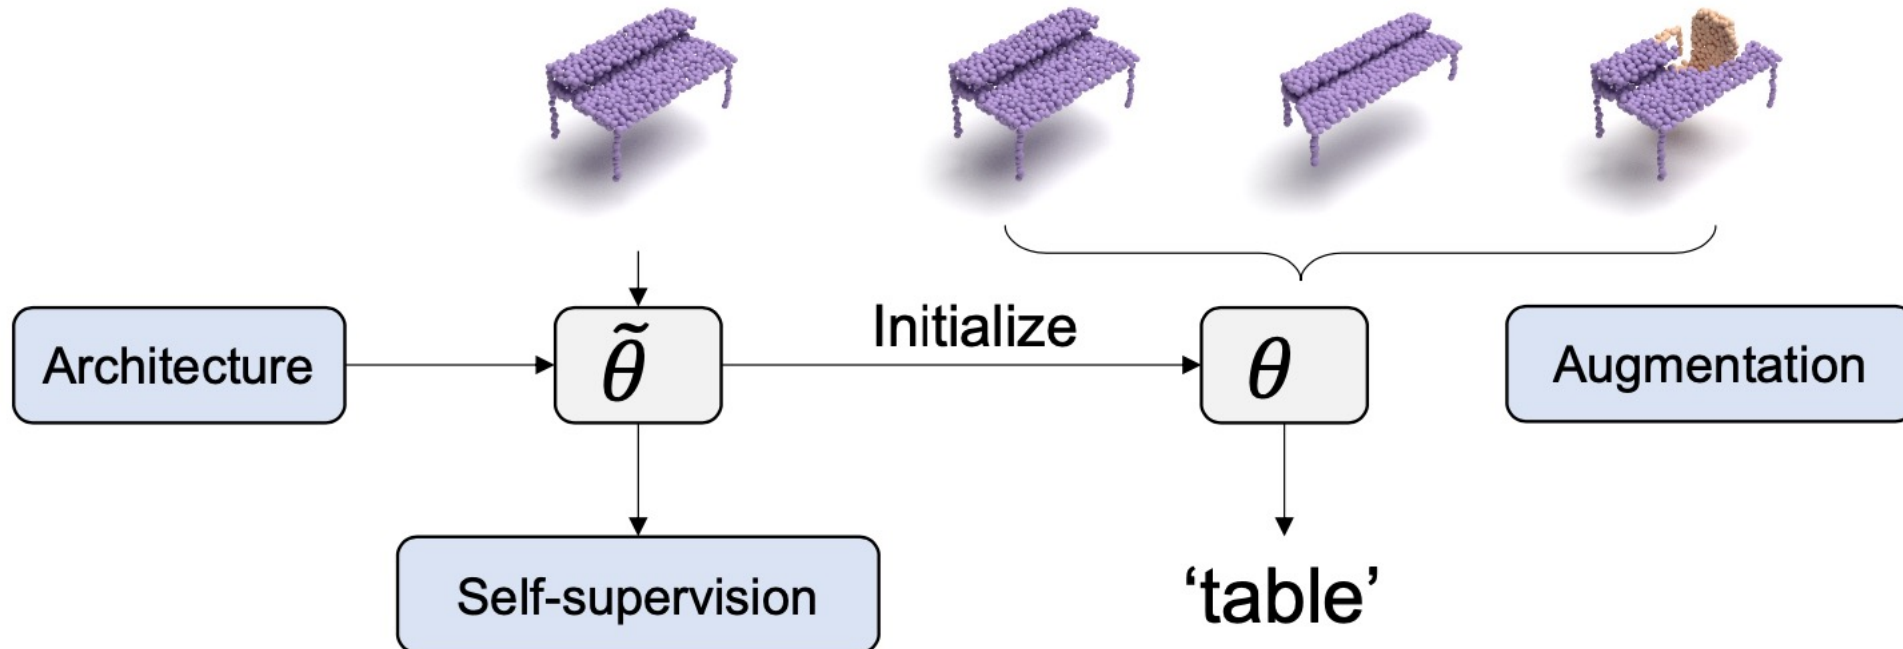 Architecture
θ̃
Initialize
θ
Augmentation
Self-supervision
‘table’